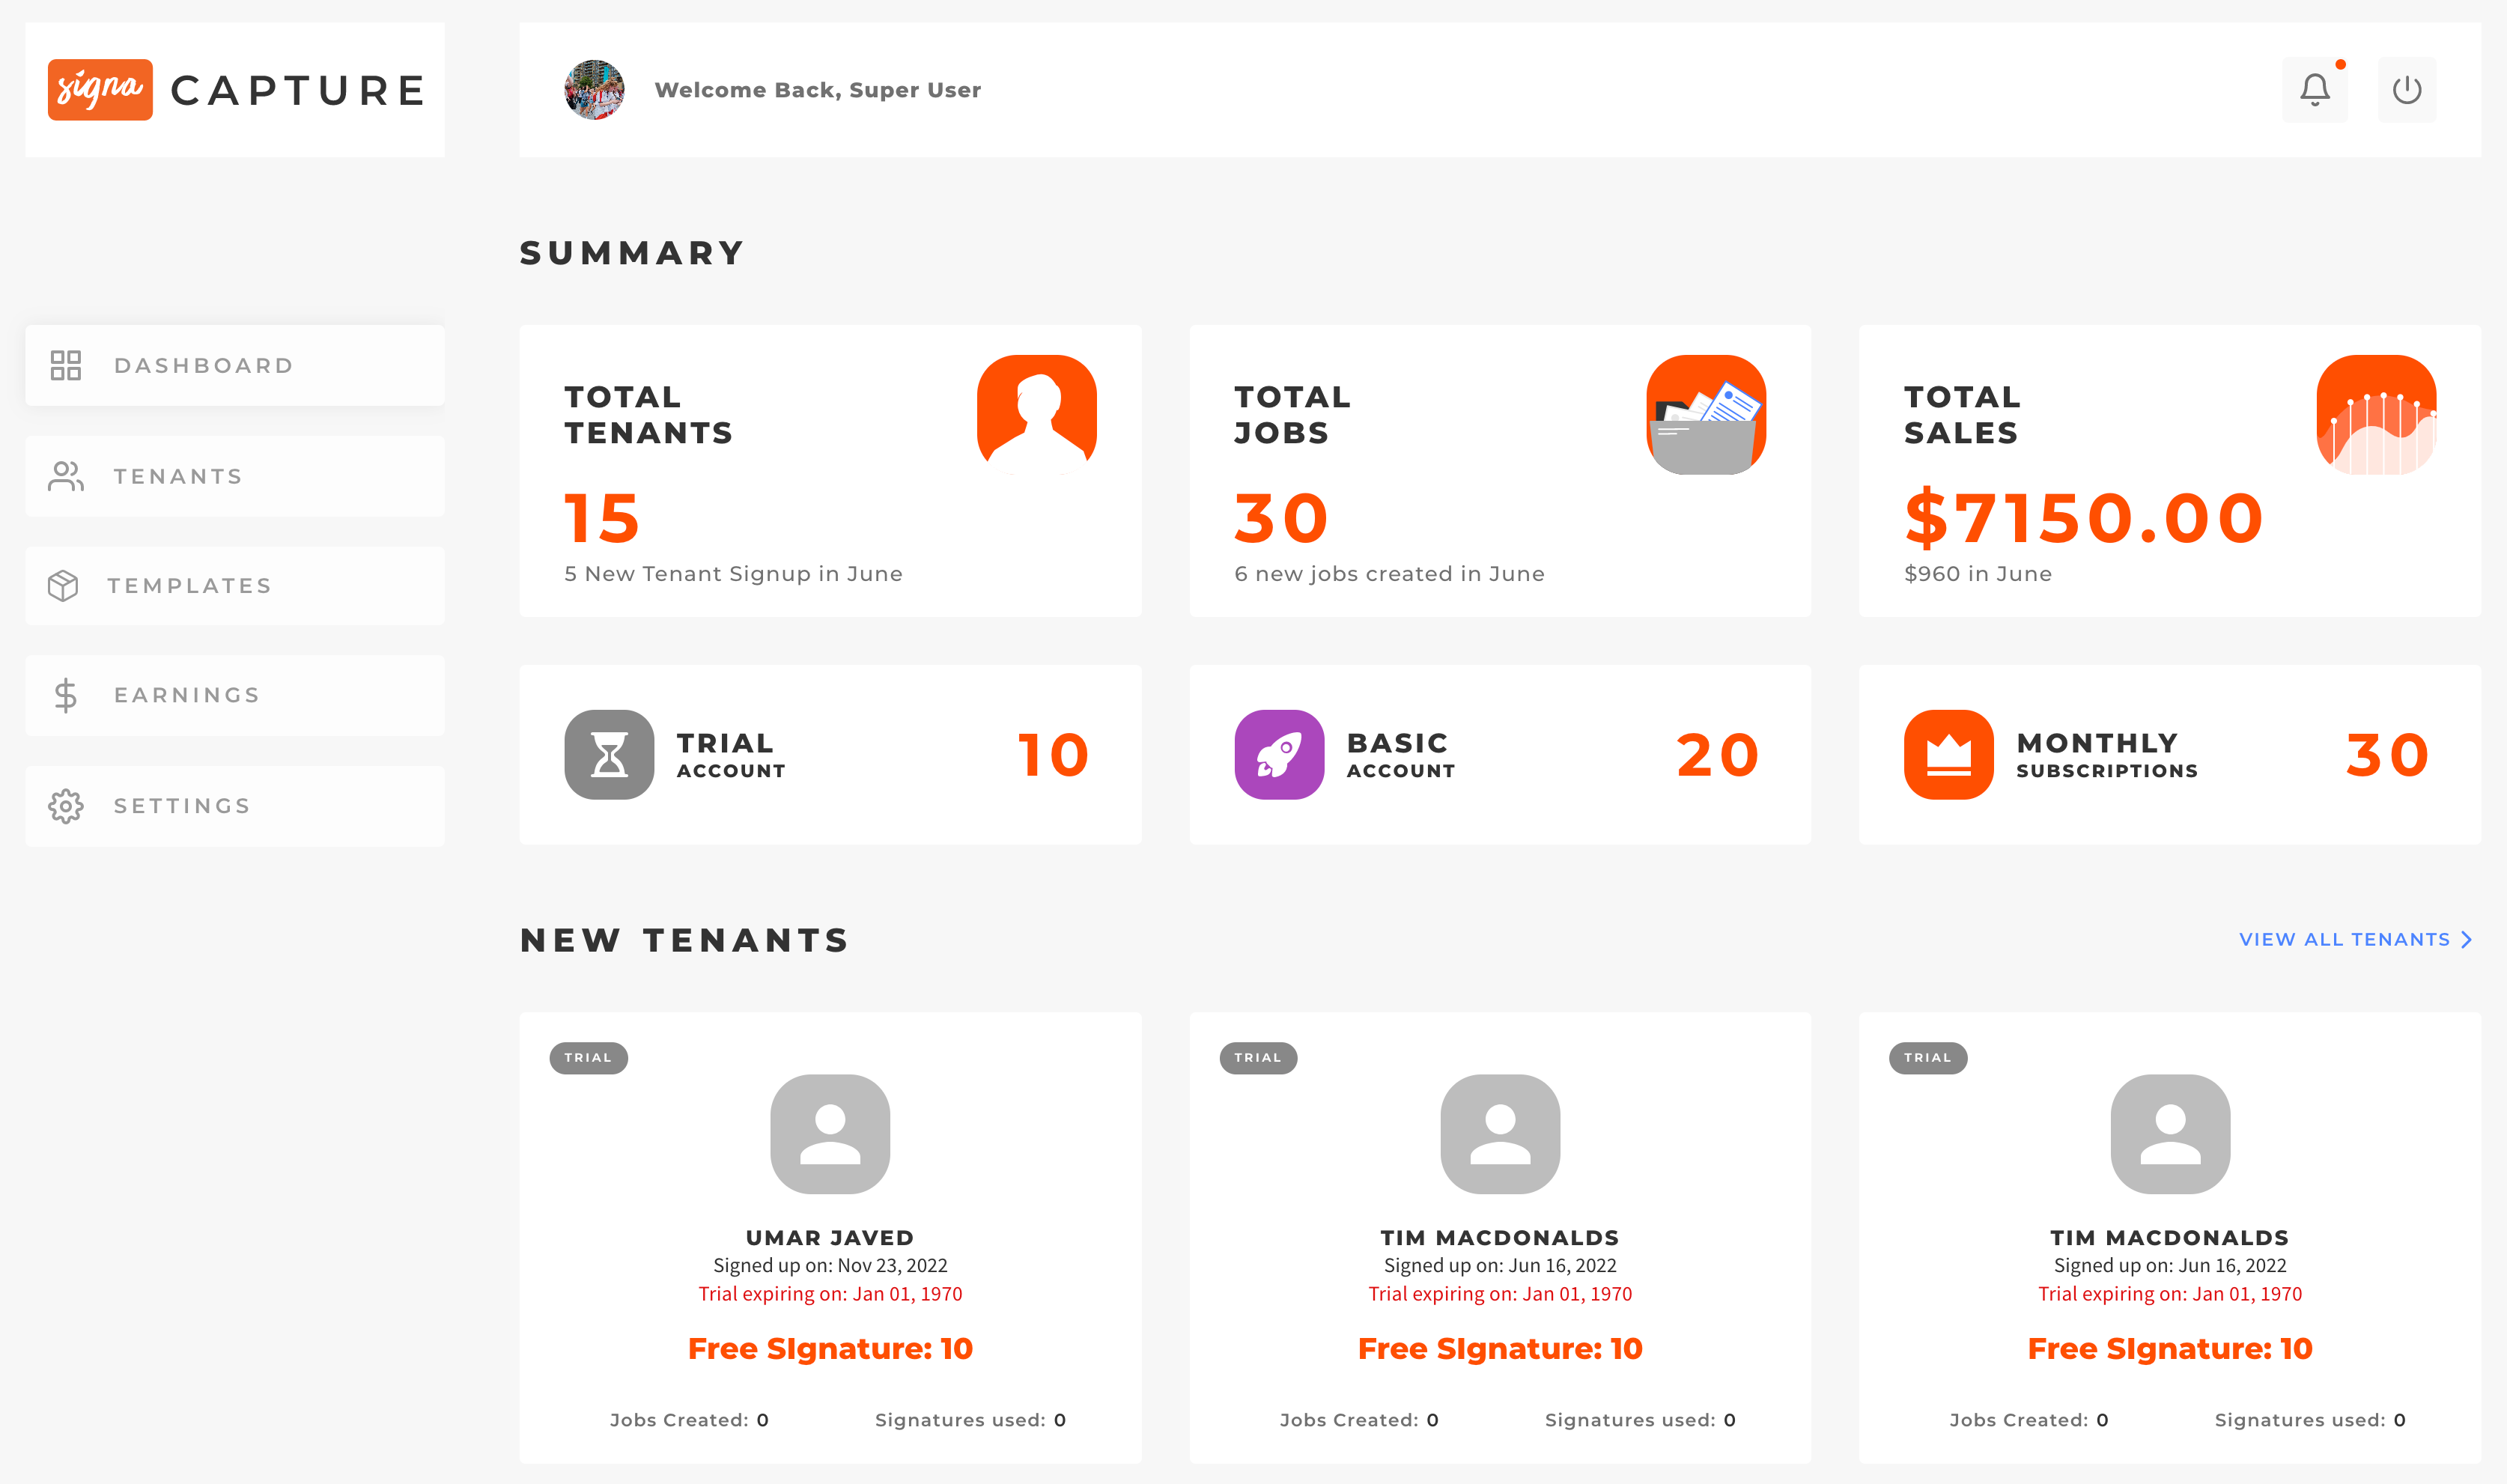 signa CAPTURE
Welcome Back, Super User
SUMMARY
DASHBOARD
TENANTS
TEMPLATES
EARNINGS
SETTINGS
TOTAL
TENANTS
15
5 New Tenant Signup in June
TOTAL
JOBS
30
6 new jobs created in June
TOTAL
SALES
$7150.00
$960 in June
TRIAL
ACCOUNT
10
BASIC
ACCOUNT
20
MONTHLY
SUBSCRIPTIONS
30
NEW TENANTS
VIEW ALL TENANTS
TRIAL
UMAR JAVED
Signed up on: Nov 23, 2022
Trial expiring on: Jan 01, 1970
Free SIgnature: 10
Jobs Created: 0
Signatures used: 0
TRIAL
TIM MACDONALDS
Signed up on: Jun 16, 2022
Trial expiring on: Jan 01, 1970
Free SIgnature: 10
Jobs Created: 0
Signatures used: 0
TRIAL
TIM MACDONALDS
Signed up on: Jun 16, 2022
Trial expiring on: Jan 01, 1970
Free SIgnature: 10
Jobs Created: 0
Signatures used: 0